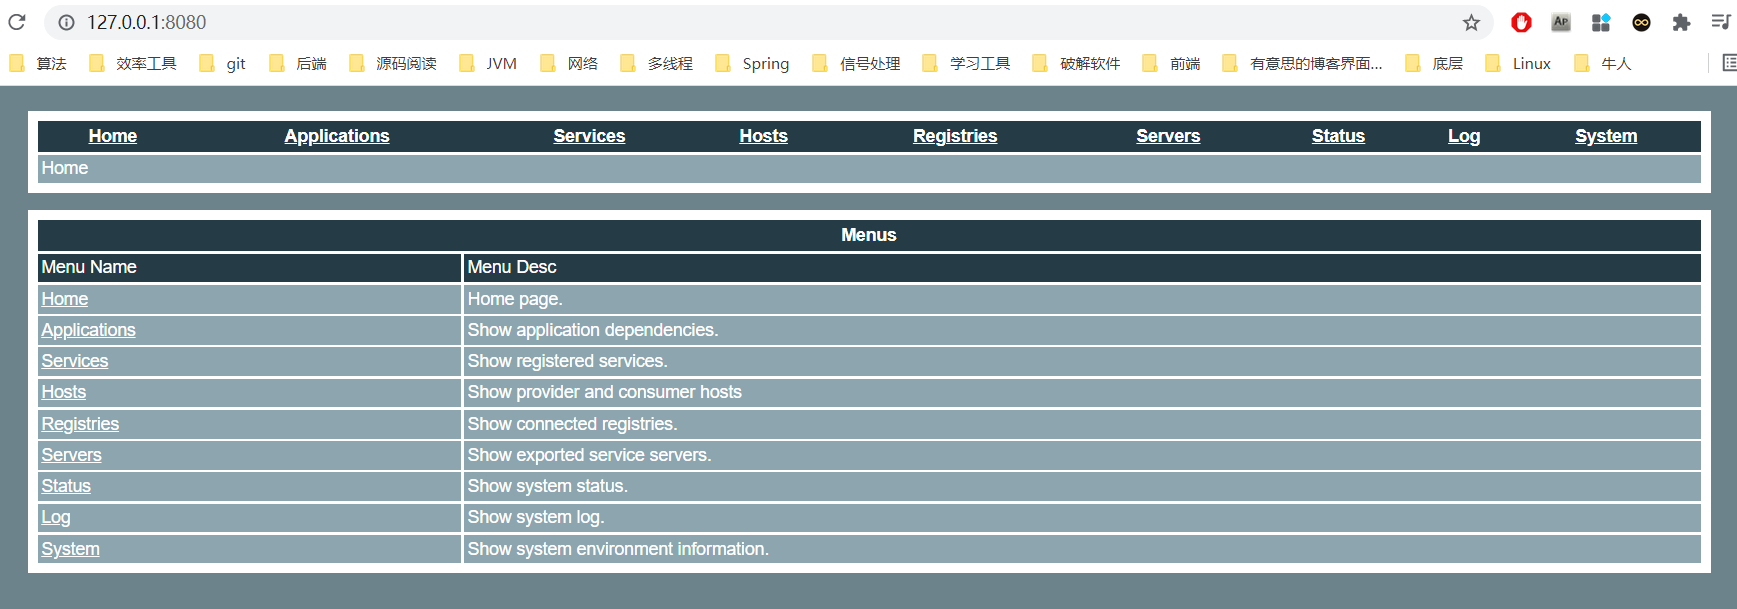 127.0.0.1:8080
AP
算法 效率工具 git 后端 源码阅读 JVM 网络 多线程 Spring 信号处理 学习工具 破解软件 前端 有意思的博客界面... 底层 Linux 牛人
Home Applications Services Hosts Registries Servers Status Log System
Home
Menus
Menu Name Menu Desc
Home Home page.
Applications Show application dependencies.
Services Show registered services.
Hosts Show provider and consumer hosts
Registries Show connected registries.
Servers Show exported service servers.
Status Show system status.
Log Show system log.
System Show system environment information.